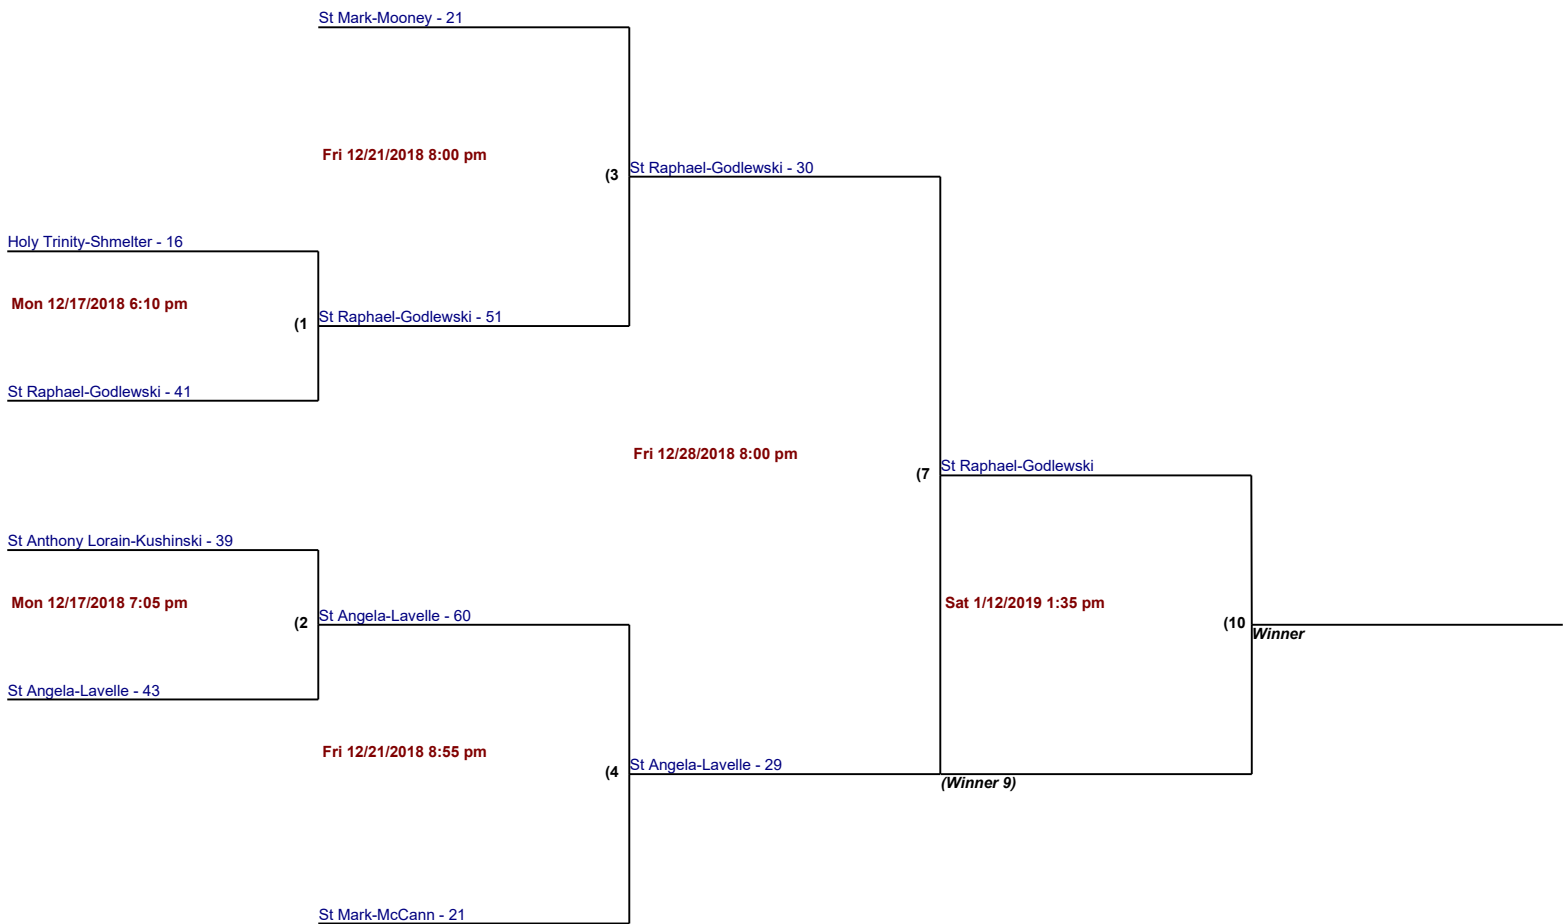 St Mark-Mooney - 21
Fri 12/21/2018 8:00 pm
(3
St Raphael-Godlewski - 30
Holy Trinity-Shmelter - 16
Mon 12/17/2018 6:10 pm
(1
St Raphael-Godlewski - 51
St Raphael-Godlewski - 41
Fri 12/28/2018 8:00 pm
(7
St Raphael-Godlewski
St Anthony Lorain-Kushinski - 39
Mon 12/17/2018 7:05 pm
(2
St Angela-Lavelle - 60
Sat 1/12/2019 1:35 pm
(10
Winner
St Angela-Lavelle - 43
Fri 12/21/2018 8:55 pm
(4
St Angela-Lavelle - 29
(Winner 9)
St Mark-McCann - 21